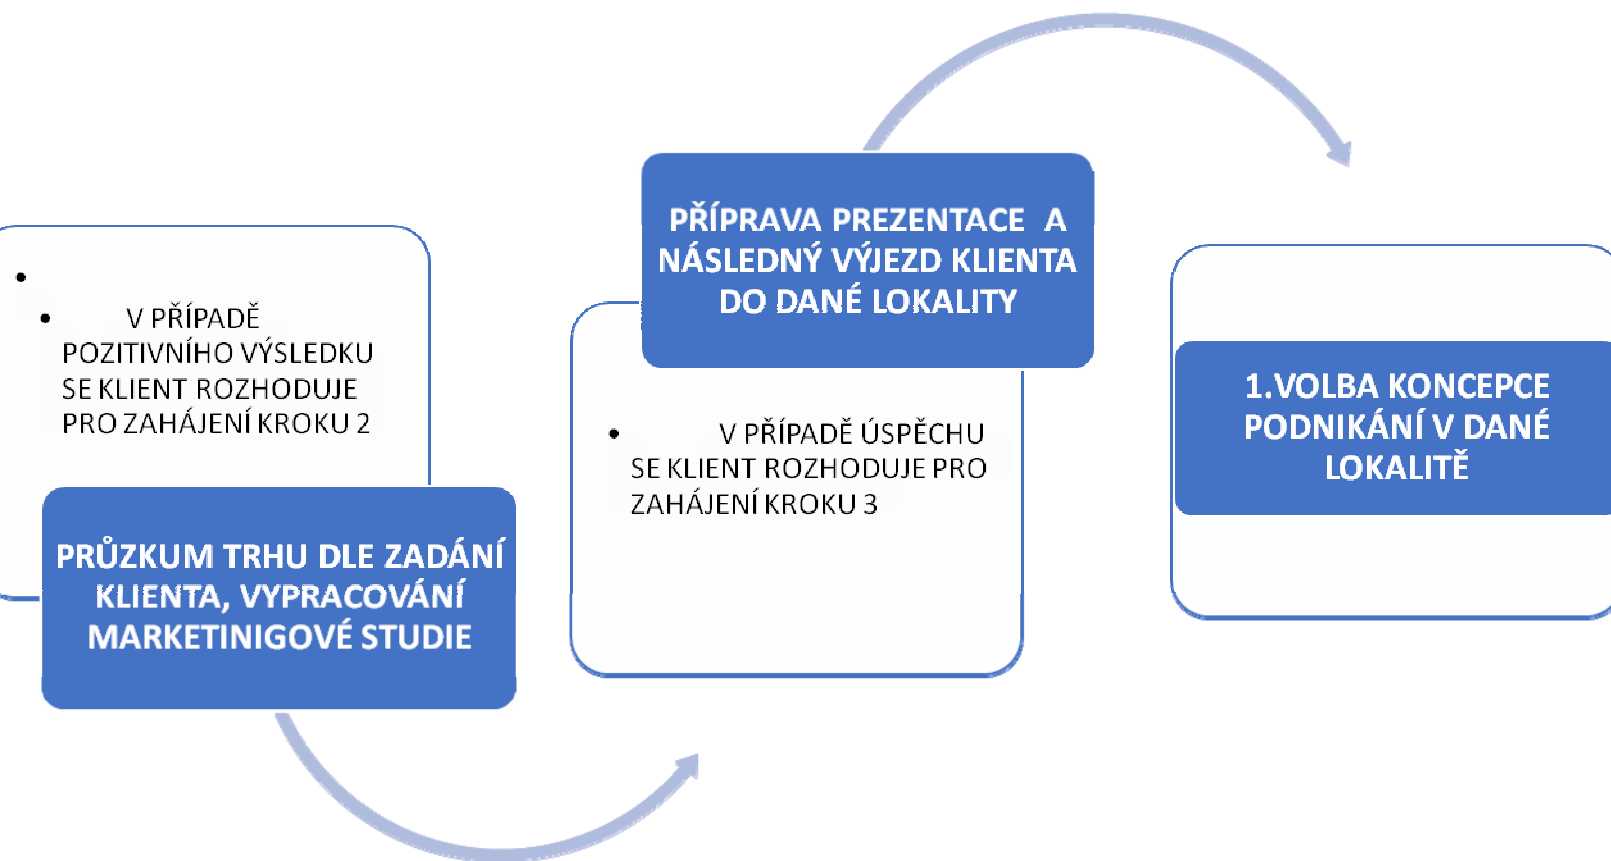 • 
• V PŘÍPADĚ
POZITIVNÍHO VÝSLEDKU
SE KLIENT ROZHODUJE
PRO ZAHÁJENÍ KROKU 2
PRŮZKUM TRHU DLE ZADÁNÍ
KLIENTA, VYPRACOVÁNÍ
MARKETINIGOVÉ STUDIE
PŘÍPRAVA PREZENTACE A
NÁSLEDNÝ VÝJEZD KLIENTA
DO DANÉ LOKALITY
• V PŘÍPADĚ ÚSPĚCHU
SE KLIENT ROZHODUJE PRO
ZAHÁJENÍ KROKU 3
1.VOLBA KONCEPCE
PODNIKÁNÍ V DANÉ
LOKALITĚ